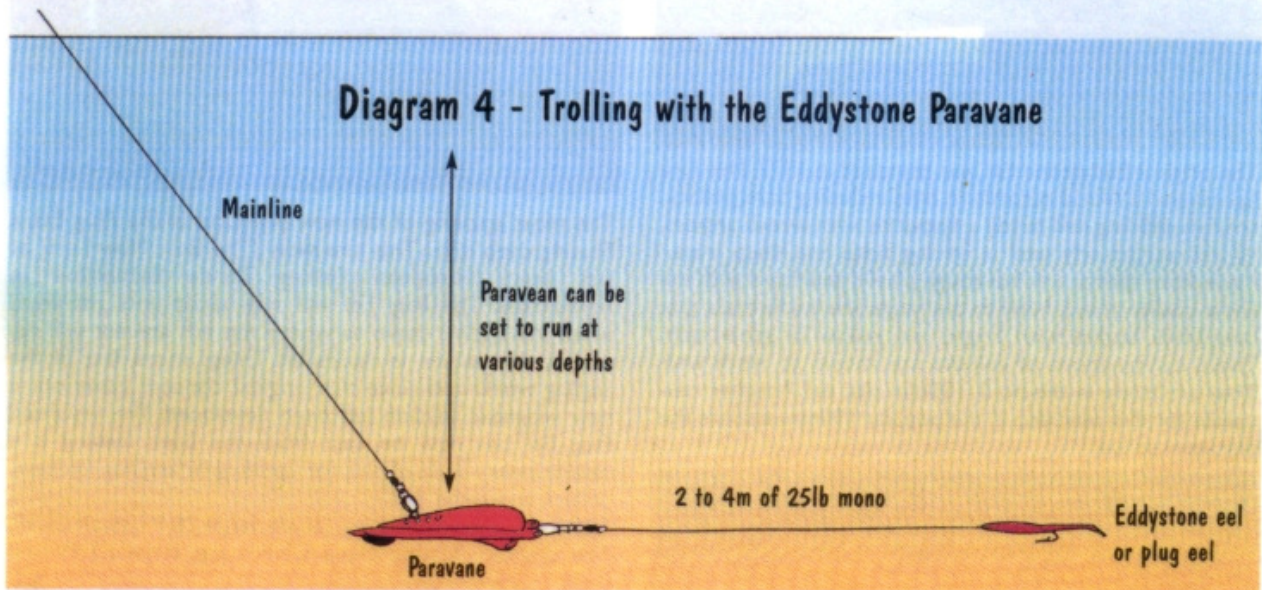 Diagram 4 - Trolling with the Eddystone Paravane
Mainline
Paravean can be
set to run at
various depths
2 to 4m of 25lb mono
Eddystone eel
or plug eel
Paravane